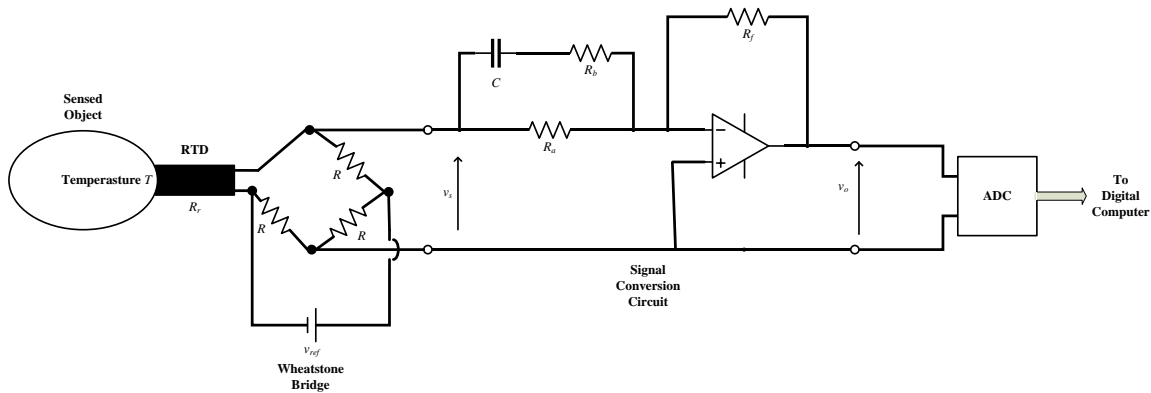 Sensed
Object
RTD
Temperasture T
R_r
R
R
R
v_ref
Wheatstone
Bridge
v_s
C
R_b
R_a
R_f
−
+
Signal
Conversion
Circuit
v_o
ADC
To
Digital
Computer